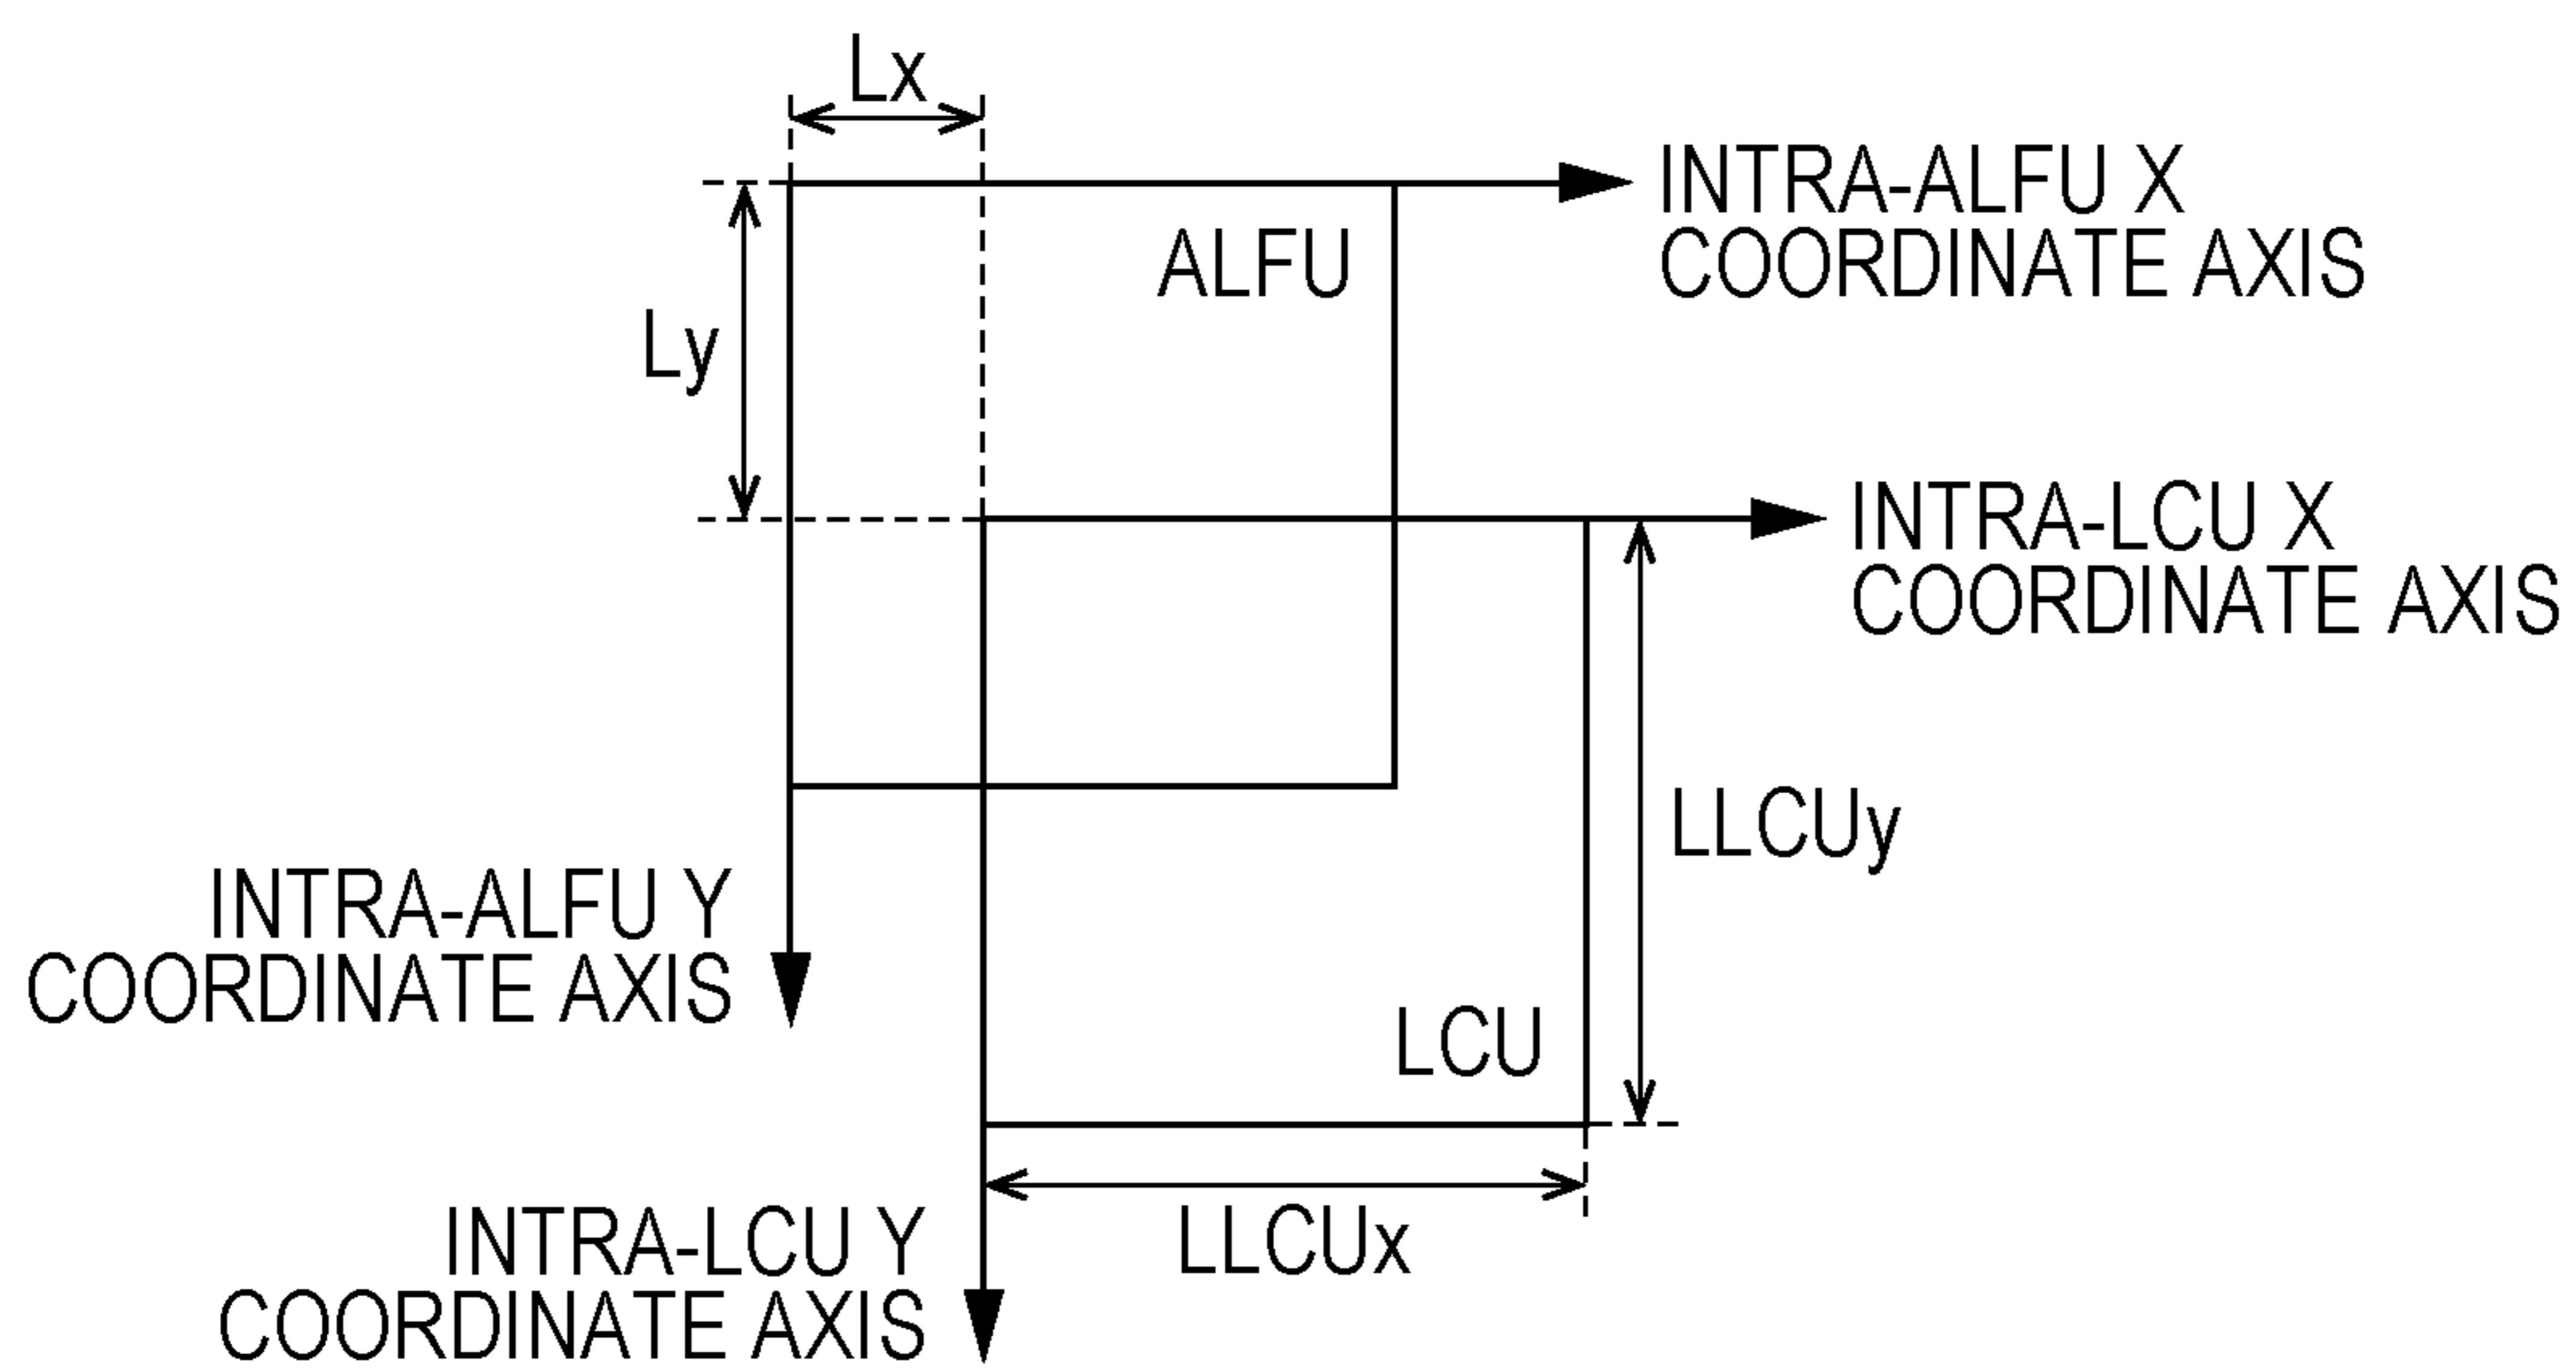 Lx
INTRA-ALFU X
COORDINATE AXIS
ALFU
Ly
INTRA-LCU X
COORDINATE AXIS
LLCUy
INTRA-ALFU Y
COORDINATE AXIS
LCU
LLCUx
INTRA-LCU Y
COORDINATE AXIS